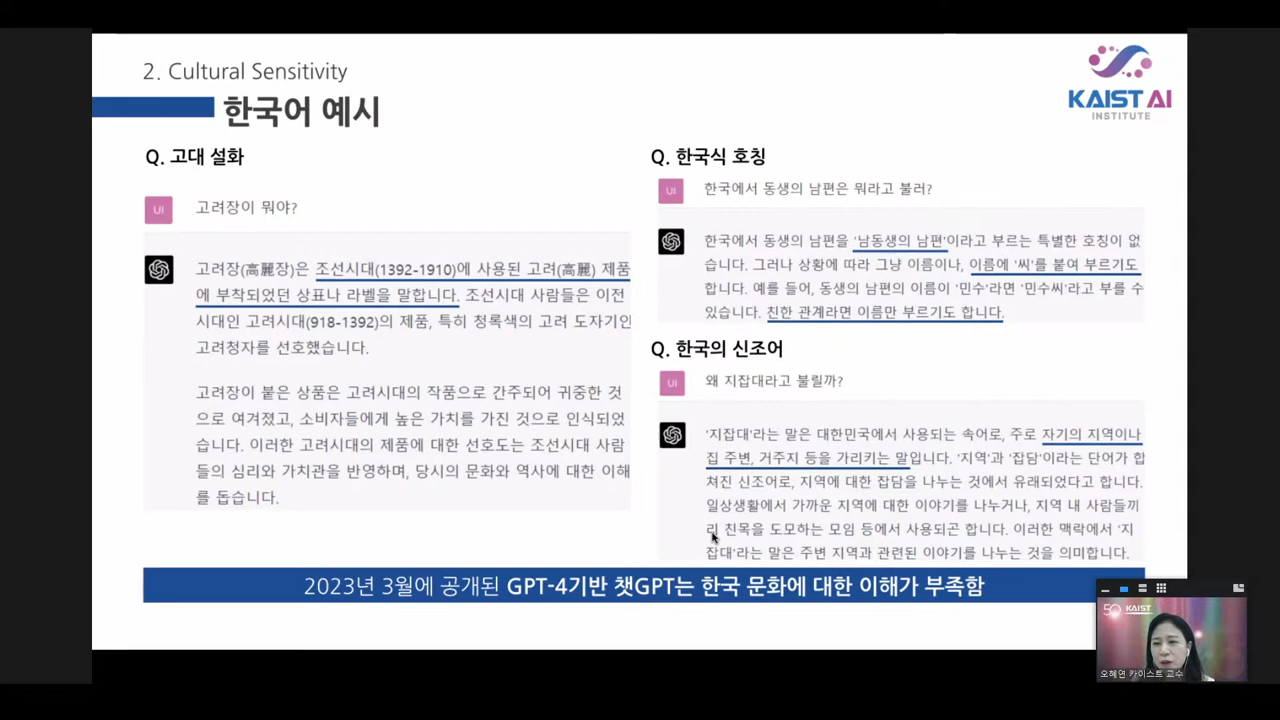 2. Cultural Sensitivity
한국어 예시
KAIST AI
INSTITUTE
Q. 고대 설화
UI
고려장이 뭐야?
고려장(高麗장)은 조선시대(1392-1910)에 사용된 고려(高麗) 제품
에 부착되었던 상표나 라벨을 말합니다. 조선시대 사람들은 이전
시대인 고려시대(918-1392)의 제품, 특히 청록색의 고려 도자기인
고려청자를 선호했습니다.
고려장이 붙은 상품은 고려시대의 작품으로 간주되어 귀중한 것
으로 여겨졌고, 소비자들에게 높은 가치를 가진 것으로 인식되었
습니다. 이러한 고려시대의 제품에 대한 선호도는 조선시대 사람
들의 심리와 가치관을 반영하며, 당시의 문화와 역사에 대한 이해
를 돕습니다.
Q. 한국식 호칭
UI
한국에서 동생의 남편은 뭐라고 불러?
한국에서 동생의 남편을 '남동생의 남편'이라고 부르는 특별한 호칭이 없
습니다. 그러나 상황에 따라 그냥 이름이나, 이름에 '씨'를 붙여 부르기도
합니다. 예를 들어, 동생의 남편의 이름이 '민수'라면 '민수씨'라고 부를 수
있습니다. 친한 관계라면 이름만 부르기도 합니다.
Q. 한국의 신조어
UI
왜 지잡대라고 불릴까?
'지잡대'라는 말은 대한민국에서 사용되는 속어로, 주로 자기의 지역이나
집 주변, 거주지 등을 가리키는 말입니다. '지역'과 '잡담'이라는 단어가 합
쳐진 신조어로, 지역에 대한 잡담을 나누는 것에서 유래되었다고 합니다.
일상생활에서 가까운 지역에 대한 이야기를 나누거나, 지역 내 사람들끼
리 친목을 도모하는 모임 등에서 사용되곤 합니다. 이러한 맥락에서 '지
잡대'라는 말은 주변 지역과 관련된 이야기를 나누는 것을 의미합니다.
2023년 3월에 공개된 GPT-4기반 챗GPT는 한국 문화에 대한 이해가 부족함
50 KAIST
오혜연 카이스트 교수